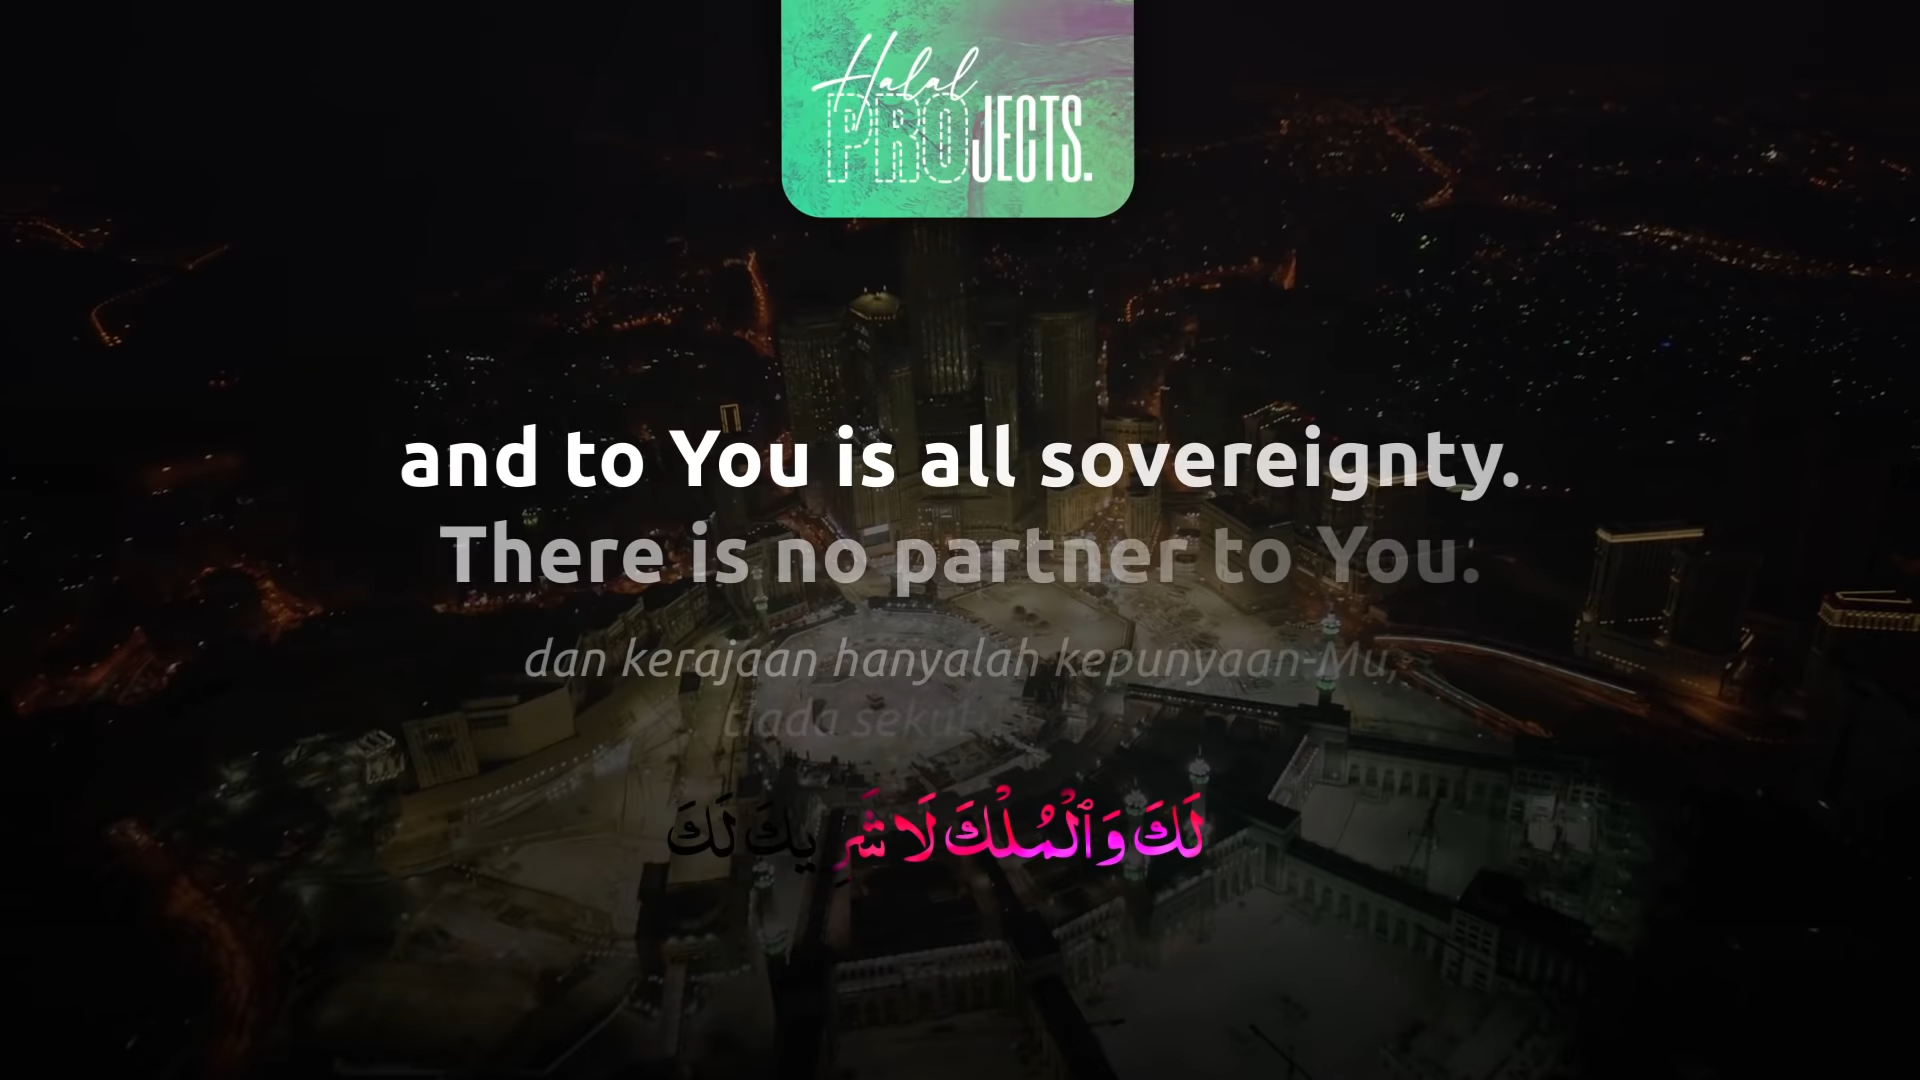 Halal
PROJECTS.
and to You is all sovereignty.
There is no partner to You.
dan kerajaan hanyalah kepunyaan-Mu,
tiada
لَكَ وَٱلْمُلْكَ لَا شَرِيكَ لَكَ